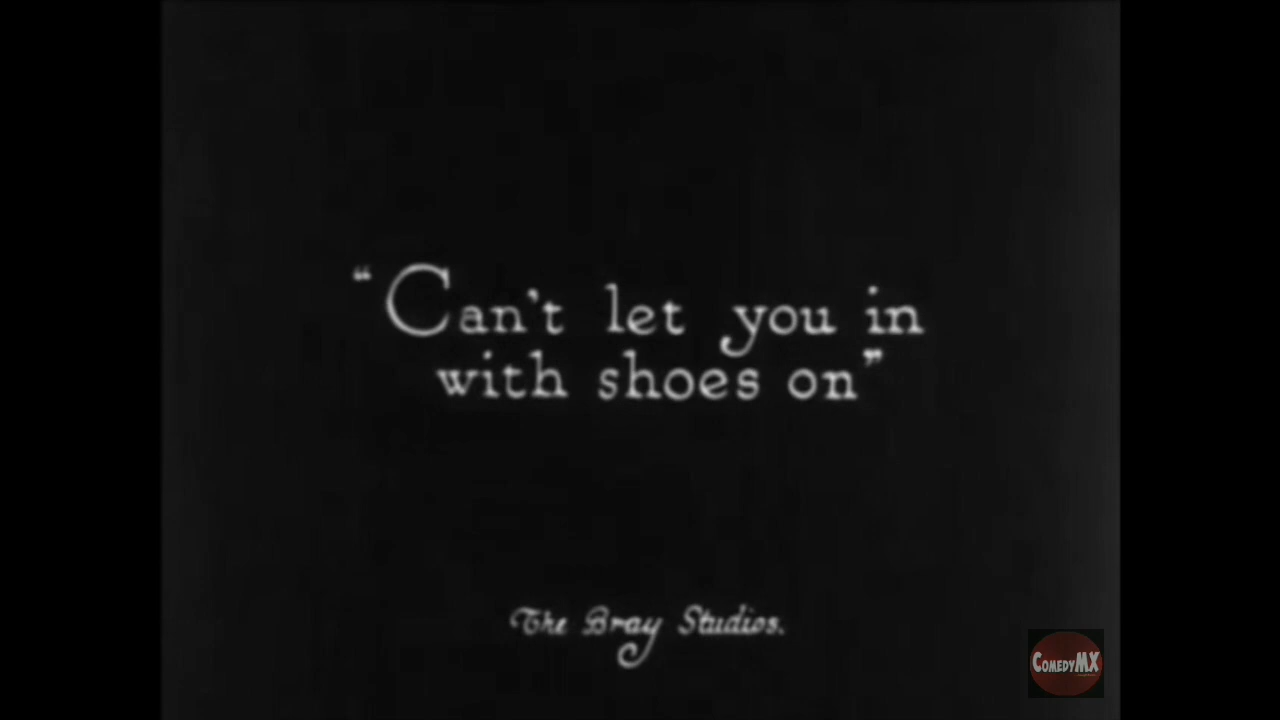 “Can't let you in
with shoes on”
The Bray Studios.
COMEDYMX